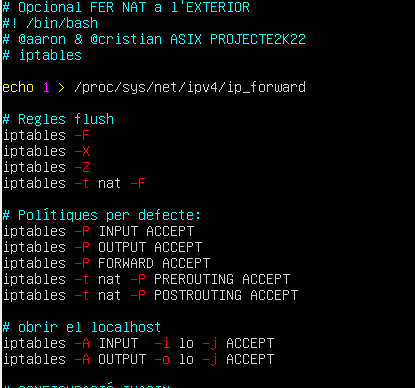 # Opcional FER NAT a l'EXTERIOR
#! /bin/bash
# @aaron & @cristian ASIX PROJECTE2K22
# iptables
echo 1 > /proc/sys/net/ipv4/ip_forward
# Regles flush
iptables -F
iptables -X
iptables -Z
iptables -t nat -F
# Polítiques per defecte:
iptables -P INPUT ACCEPT
iptables -P OUTPUT ACCEPT
iptables -P FORWARD ACCEPT
iptables -t nat -P PREROUTING ACCEPT
iptables -t nat -P POSTROUTING ACCEPT
# obrir el localhost
iptables -A INPUT  -i lo -j ACCEPT
iptables -A OUTPUT -o lo -j ACCEPT